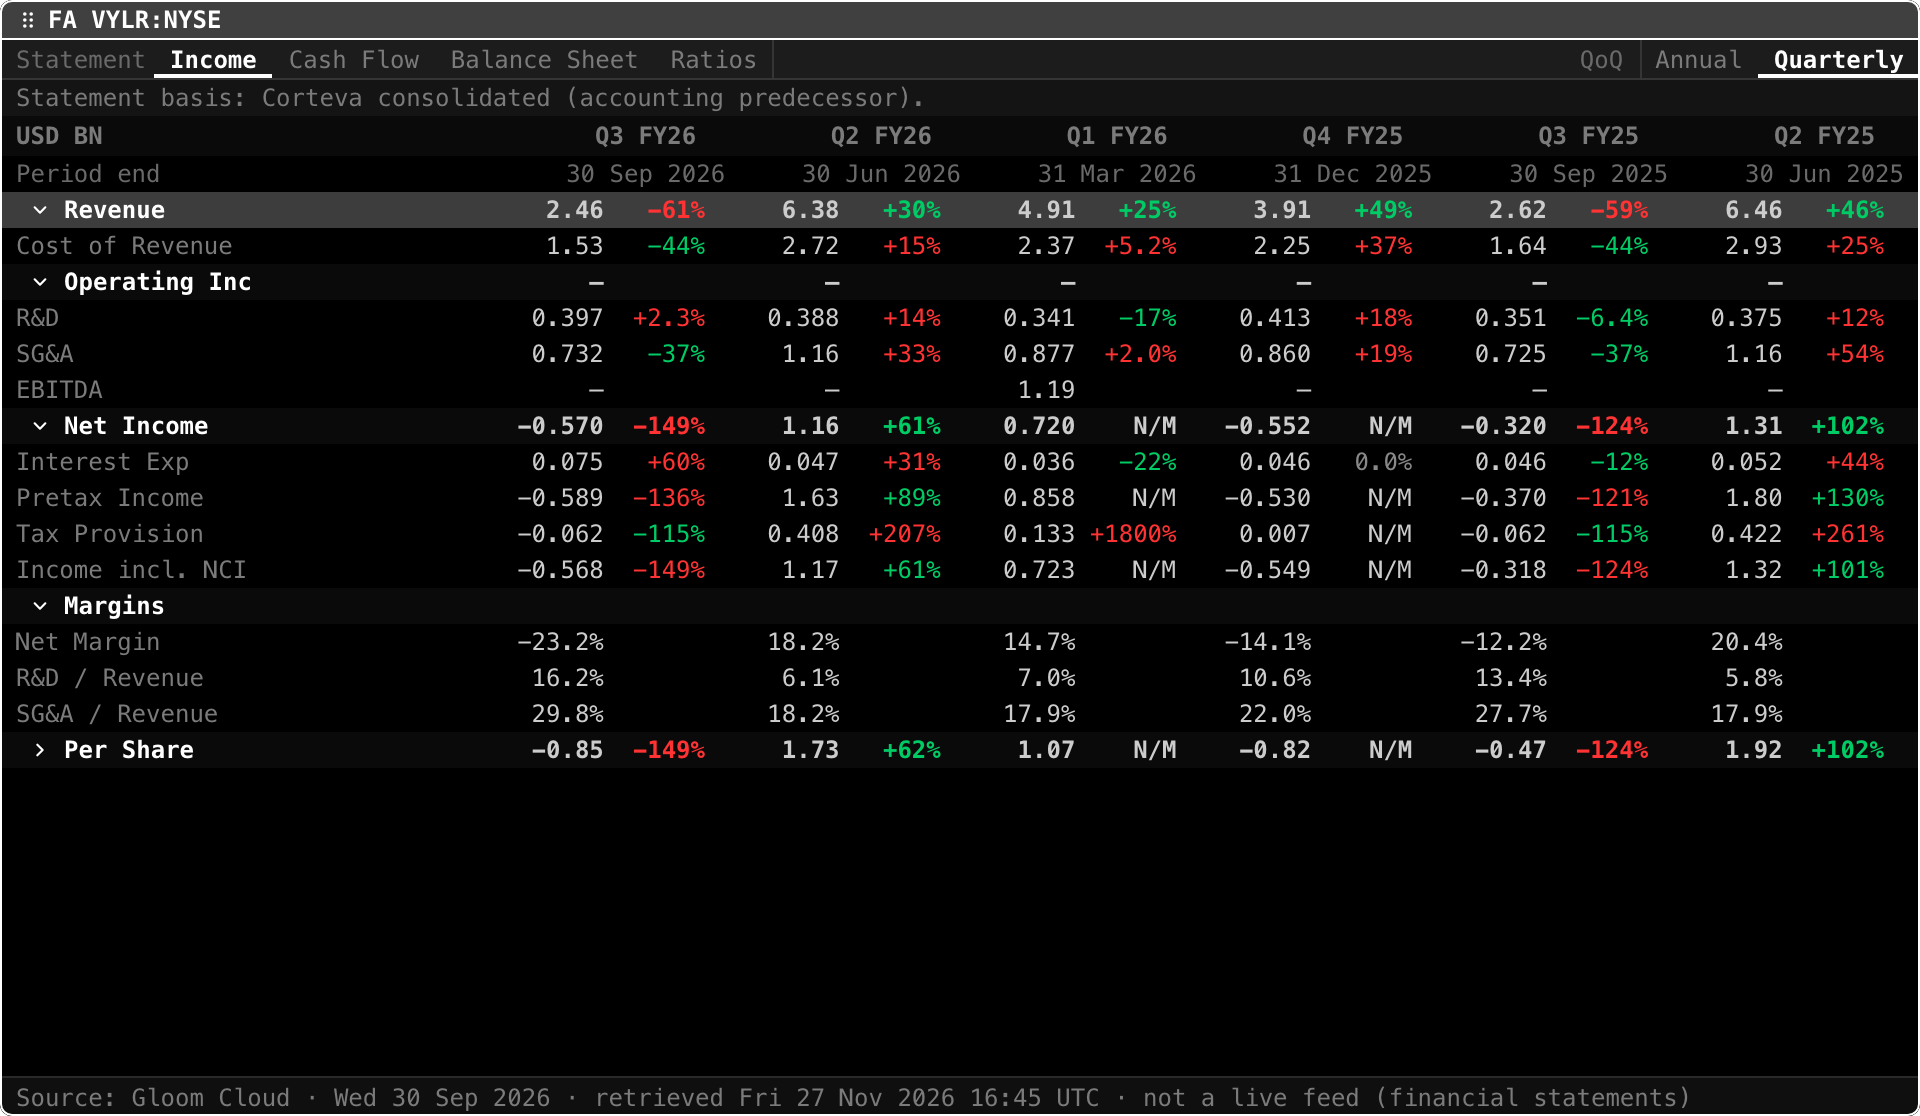 FA VYLR:NYSE
Statement Income Cash Flow Balance Sheet Ratios QoQ Annual Quarterly
Statement basis: Corteva consolidated (accounting predecessor).
USD BN Q3 FY26 Q2 FY26 Q1 FY26 Q4 FY25 Q3 FY25 Q2 FY25
Period end 30 Sep 2026 30 Jun 2026 31 Mar 2026 31 Dec 2025 30 Sep 2025 30 Jun 2025
Revenue 2.46 −61% 6.38 +30% 4.91 +25% 3.91 +49% 2.62 −59% 6.46 +46%
Cost of Revenue 1.53 −44% 2.72 +15% 2.37 +5.2% 2.25 +37% 1.64 −44% 2.93 +25%
Operating Inc — — — — — —
R&D 0.397 +2.3% 0.388 +14% 0.341 −17% 0.413 +18% 0.351 −6.4% 0.375 +12%
SG&A 0.732 −37% 1.16 +33% 0.877 +2.0% 0.860 +19% 0.725 −37% 1.16 +54%
EBITDA — — 1.19 — — —
Net Income −0.570 −149% 1.16 +61% 0.720 N/M −0.552 N/M −0.320 −124% 1.31 +102%
Interest Exp 0.075 +60% 0.047 +31% 0.036 −22% 0.046 0.0% 0.046 −12% 0.052 +44%
Pretax Income −0.589 −136% 1.63 +89% 0.858 N/M −0.530 N/M −0.370 −121% 1.80 +130%
Tax Provision −0.062 −115% 0.408 +207% 0.133 +1800% 0.007 N/M −0.062 −115% 0.422 +261%
Income incl. NCI −0.568 −149% 1.17 +61% 0.723 N/M −0.549 N/M −0.318 −124% 1.32 +101%
Margins
Net Margin −23.2% 18.2% 14.7% −14.1% −12.2% 20.4%
R&D / Revenue 16.2% 6.1% 7.0% 10.6% 13.4% 5.8%
SG&A / Revenue 29.8% 18.2% 17.9% 22.0% 27.7% 17.9%
Per Share −0.85 −149% 1.73 +62% 1.07 N/M −0.82 N/M −0.47 −124% 1.92 +102%
Source: Gloom Cloud · Wed 30 Sep 2026 · retrieved Fri 27 Nov 2026 16:45 UTC · not a live feed (financial statements)